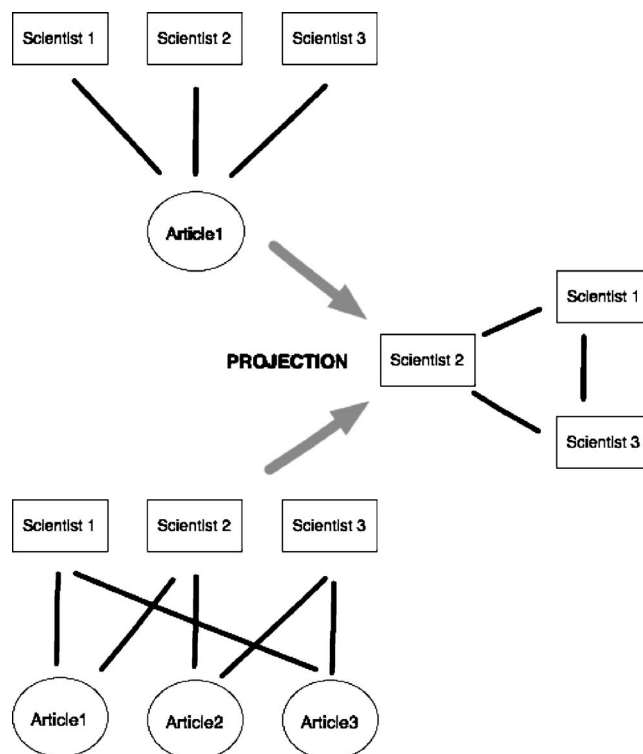 Scientist 1
Scientist 2
Scientist 3
Article1
Scientist 1
PROJECTION
Scientist 2
Scientist 3
Scientist 1
Scientist 2
Scientist 3
Article1
Article2
Article3